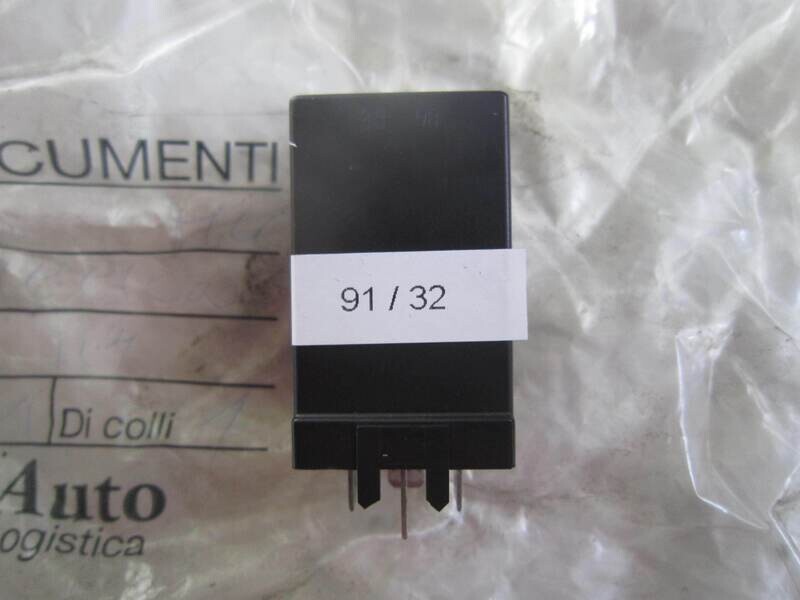 CUMENTI
91 / 32
Di colli
Auto
ogistica